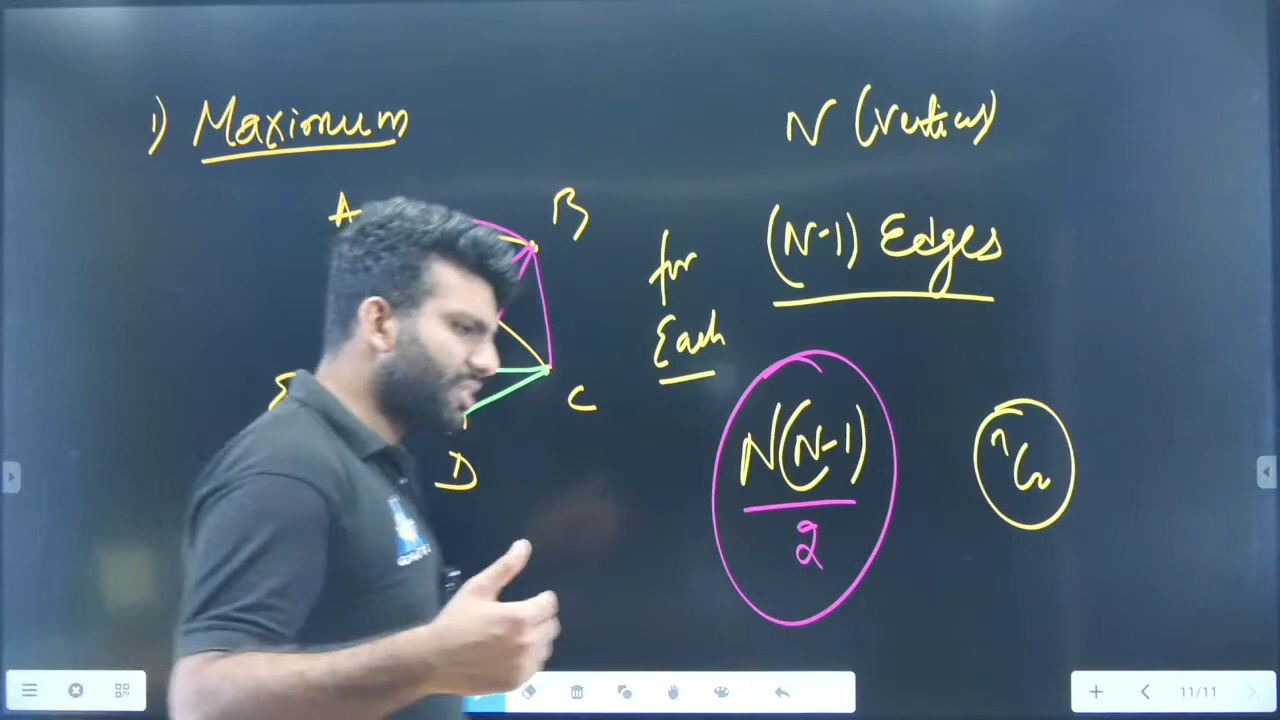 1) Maximum
N (Vertices)
A
B
for
Each
(N-1) Edges
E
C
D
N(N-1)
2
nC2
11/11